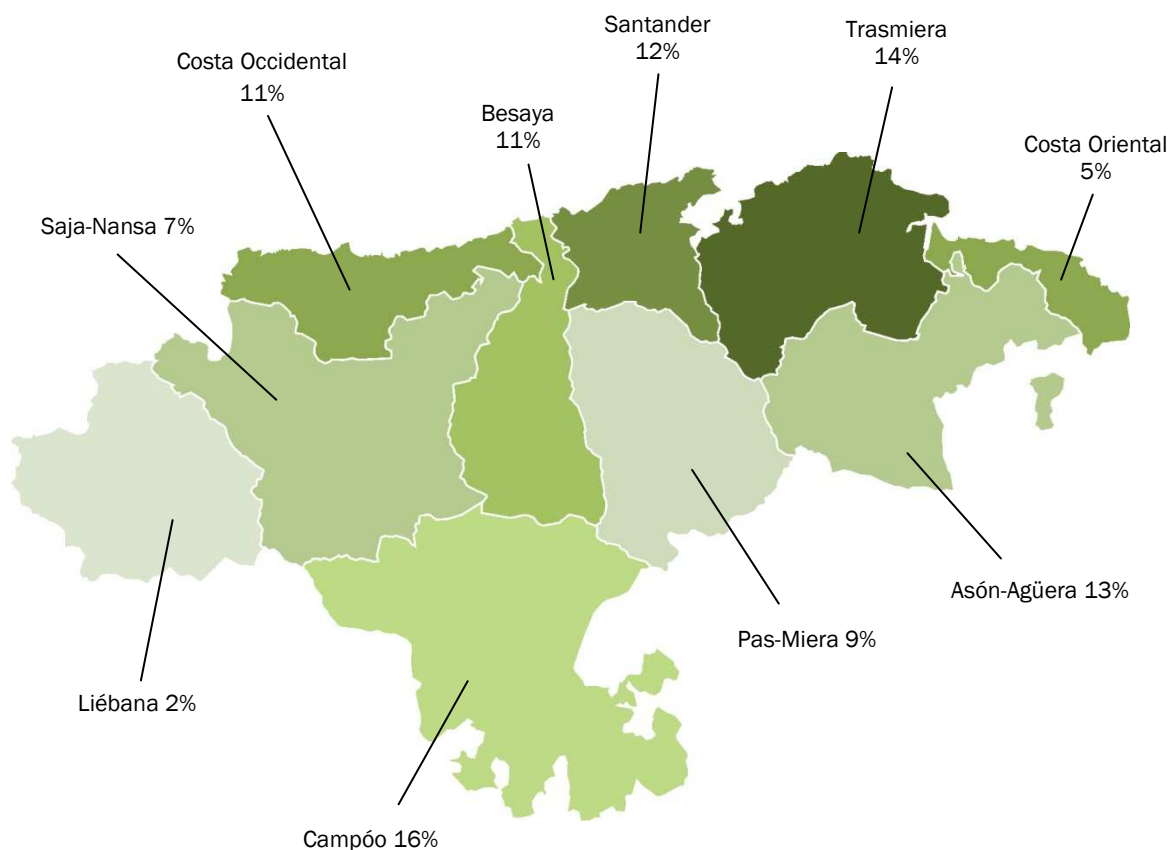 Santander
12%
Trasmiera
14%
Costa Occidental
11%
Besaya
11%
Costa Oriental
5%
Saja-Nansa 7%
Asón-Agüera 13%
Pas-Miera 9%
Liébana 2%
Campóo 16%